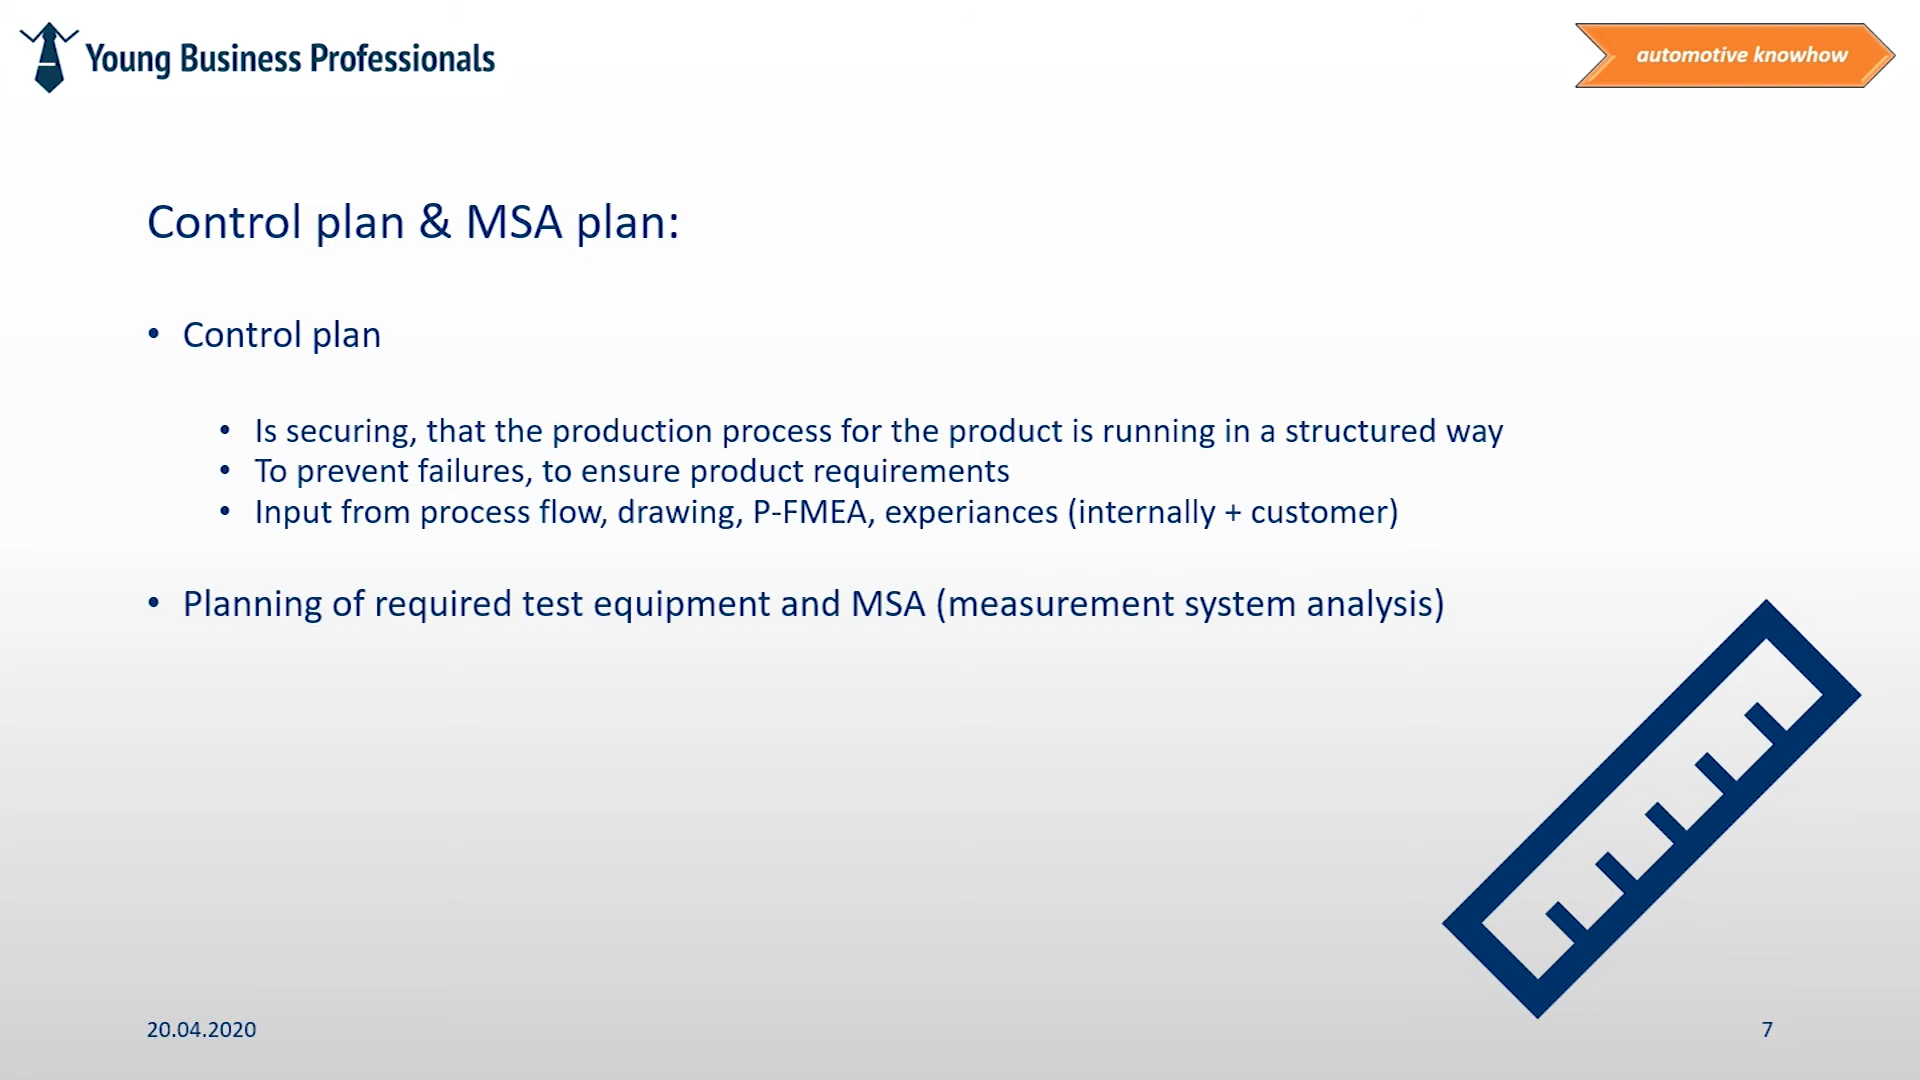 Young Business Professionals
automotive knowhow
Control plan & MSA plan:
• Control plan
• Is securing, that the production process for the product is running in a structured way
• To prevent failures, to ensure product requirements
• Input from process flow, drawing, P-FMEA, experiances (internally + customer)
• Planning of required test equipment and MSA (measurement system analysis)
20.04.2020
7